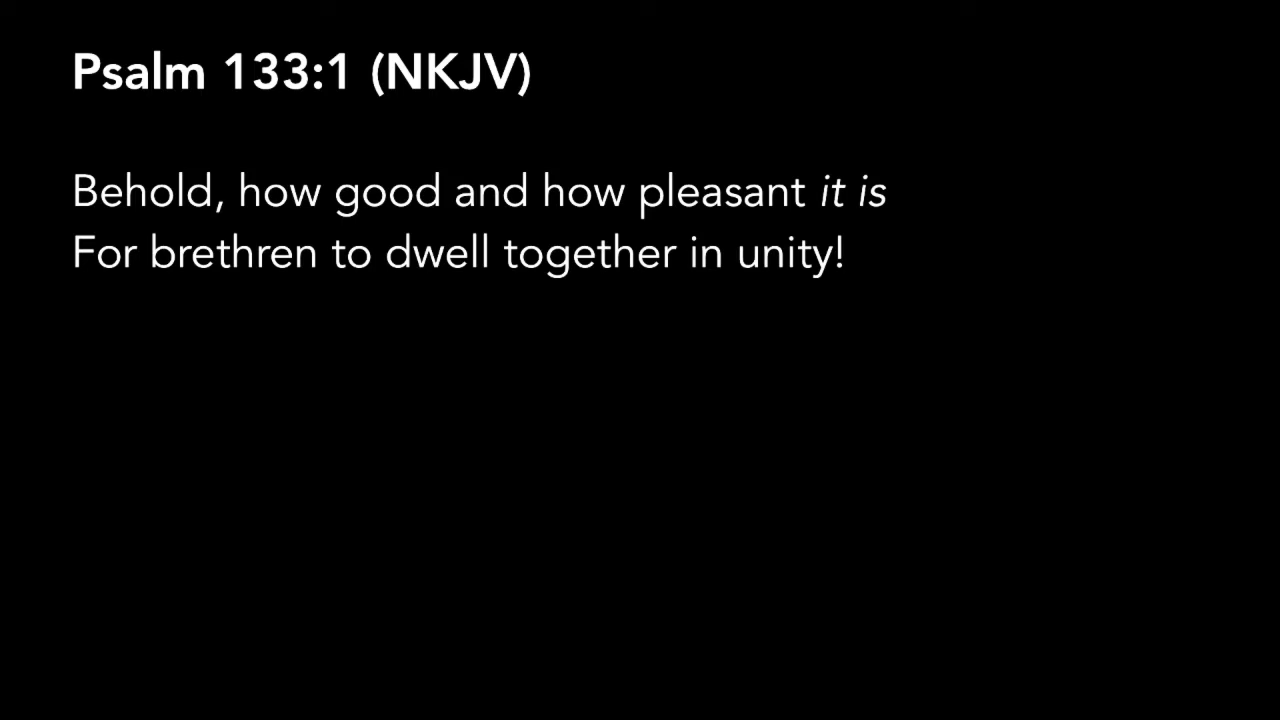 Psalm 133:1 (NKJV)
Behold, how good and how pleasant it is
For brethren to dwell together in unity!